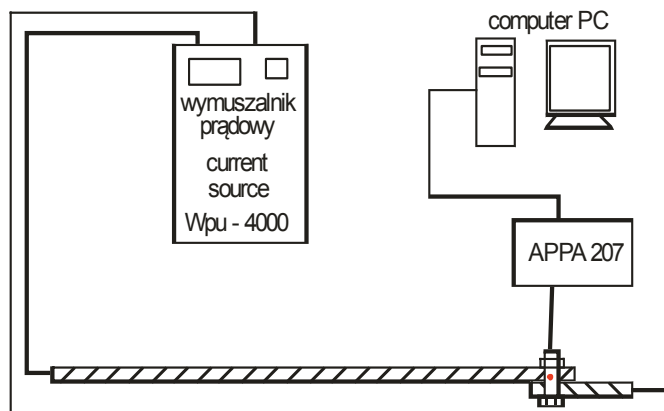 computer PC
wymuszalnik
prądowy
current
source
Wpu - 4000
APPA 207